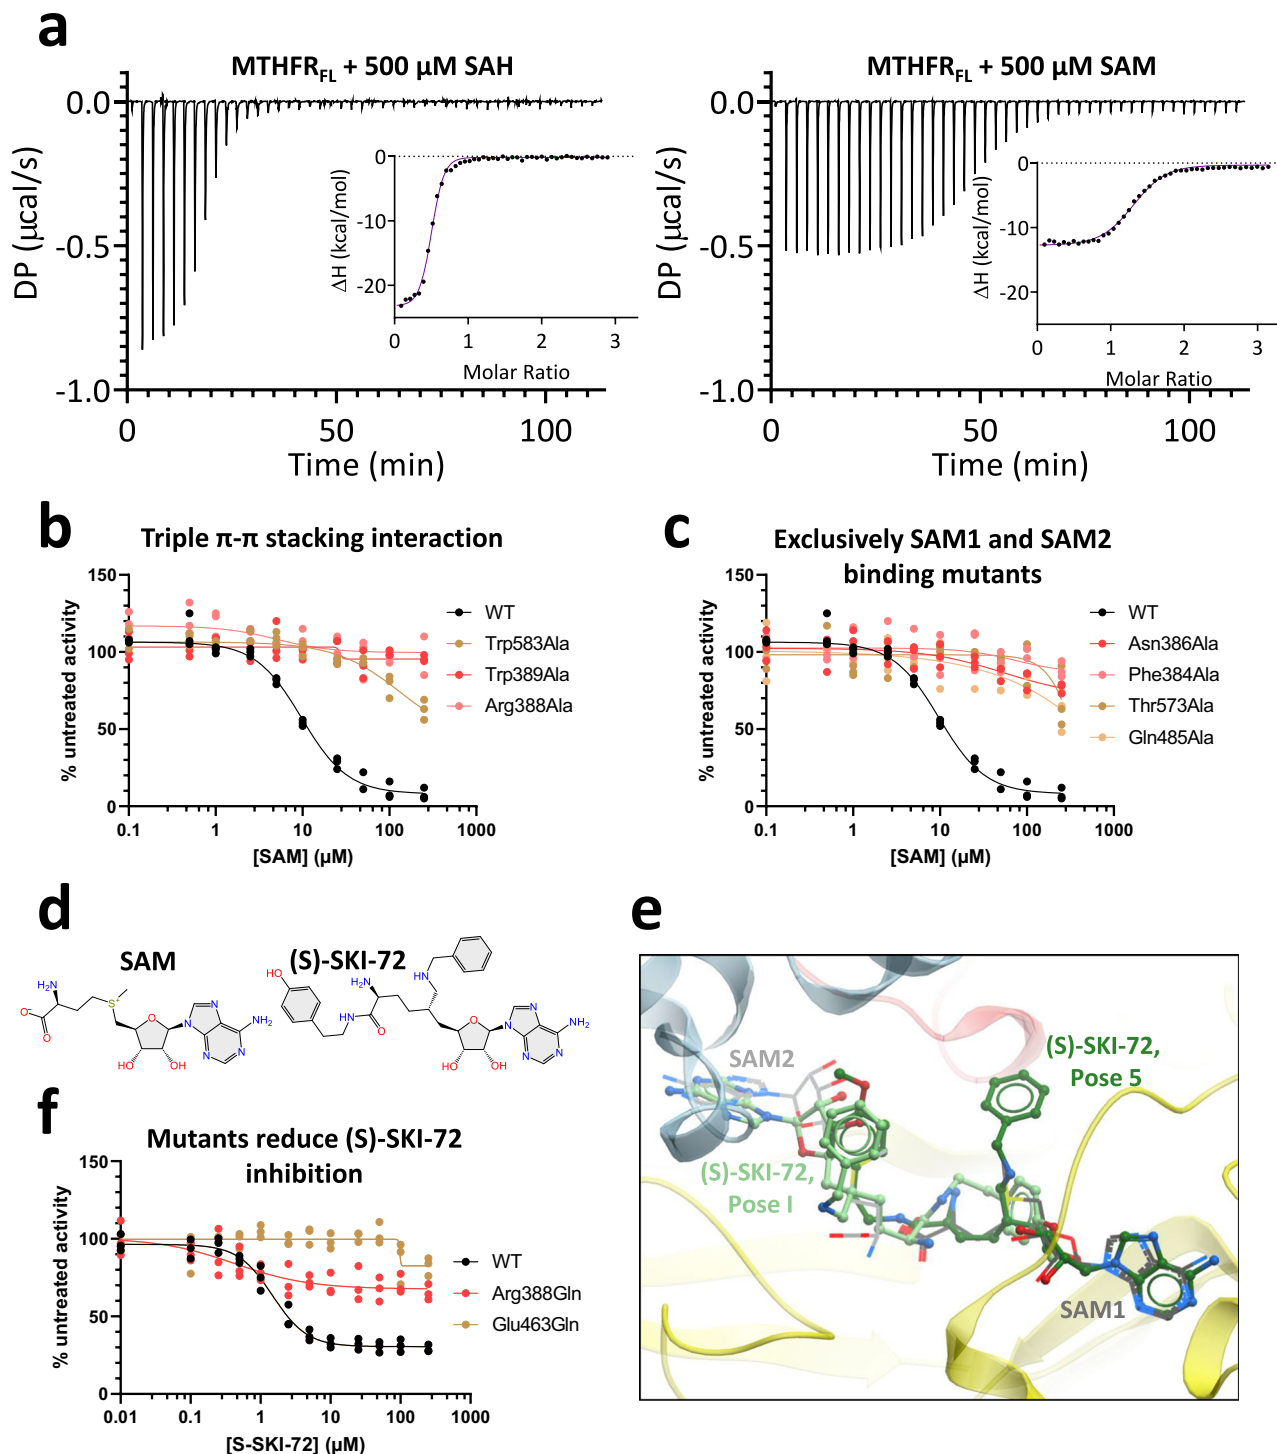 a
MTHFR_FL + 500 µM SAH
MTHFR_FL + 500 µM SAM
DP (µcal/s)
0.0
-0.5
-1.0
0
50
100
Time (min)
ΔH (kcal/mol)
0
-10
-20
0
1
2
3
Molar Ratio
DP (µcal/s)
0.0
-0.5
-1.0
0
50
100
Time (min)
ΔH (kcal/mol)
0
-10
-20
0
1
2
3
Molar Ratio
b
Triple π-π stacking interaction
% untreated activity
150
100
50
0
0.1
1
10
100
1000
[SAM] (µM)
WT
Trp583Ala
Trp389Ala
Arg388Ala
c
Exclusively SAM1 and SAM2
binding mutants
% untreated activity
150
100
50
0
0.1
1
10
100
1000
[SAM] (µM)
WT
Asn386Ala
Phe384Ala
Thr573Ala
Gln485Ala
d
SAM
NH₂
O⁻
O
S⁺
O
HO
OH
N
N
N
N
NH₂
(S)-SKI-72
HO
NH
O
H₂N
HN
O
HO
OH
N
N
N
N
NH₂
e
SAM2
(S)-SKI-72,
Pose 5
(S)-SKI-72,
Pose I
SAM1
f
Mutants reduce (S)-SKI-72
inhibition
% untreated activity
150
100
50
0
0.01
0.1
1
10
100
1000
[S-SKI-72] (µM)
WT
Arg388Gln
Glu463Gln